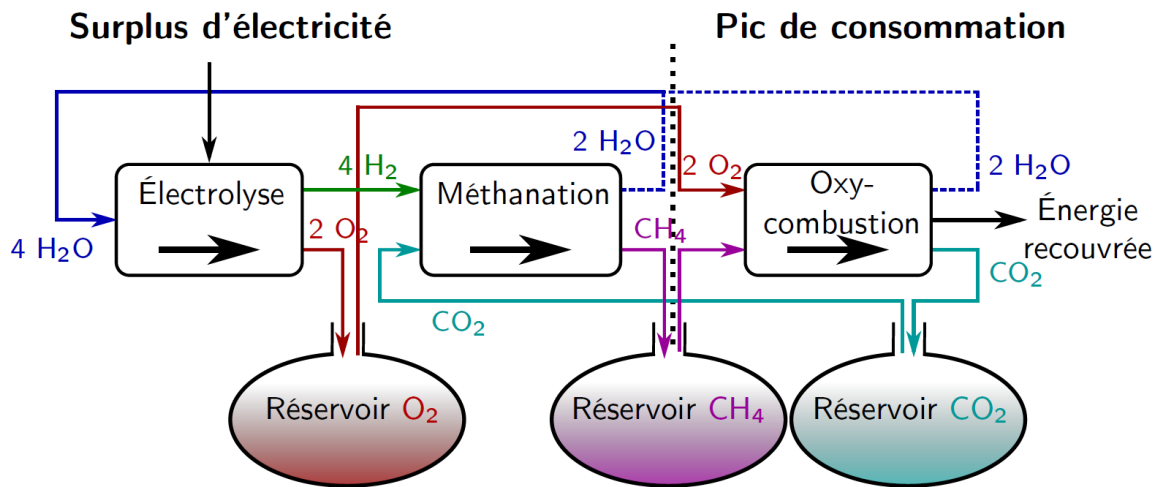 Surplus d'électricité
Pic de consommation
4 H₂
2 H₂O
2 O₂
2 H₂O
Électrolyse
Méthanation
Oxy-
combustion
4 H₂O
2 O₂
CH₄
Énergie
recouvrée
CO₂
CO₂
Réservoir O₂
Réservoir CH₄
Réservoir CO₂